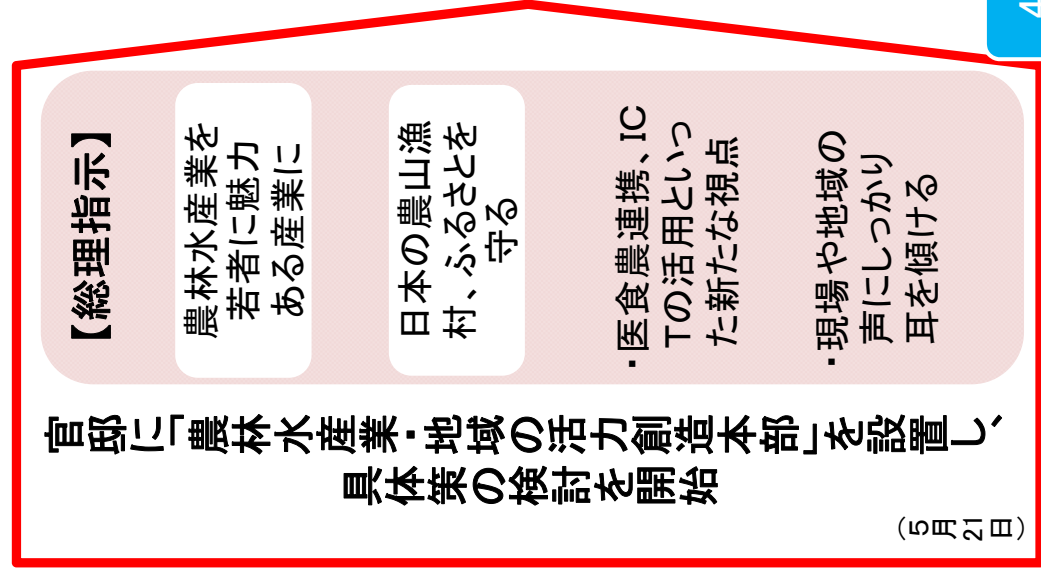 【総理指示】
農林水産業を
若者に魅力
ある産業に
日本の農山漁
村、ふるさとを
守る
・医食農連携、IC
Tの活用といっ
た新たな視点
・現場や地域の
声にしっかり
耳を傾ける
官邸に「農林水産業・地域の活力創造本部」を設置し、
具体策の検討を開始
（5月21日）
4